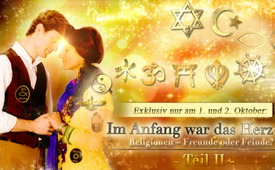 Exklusiv nur am 1. und 2. Oktober:
Im Anfang war das Herz
Religionen – Freunde oder Feinde?
- Teil II -